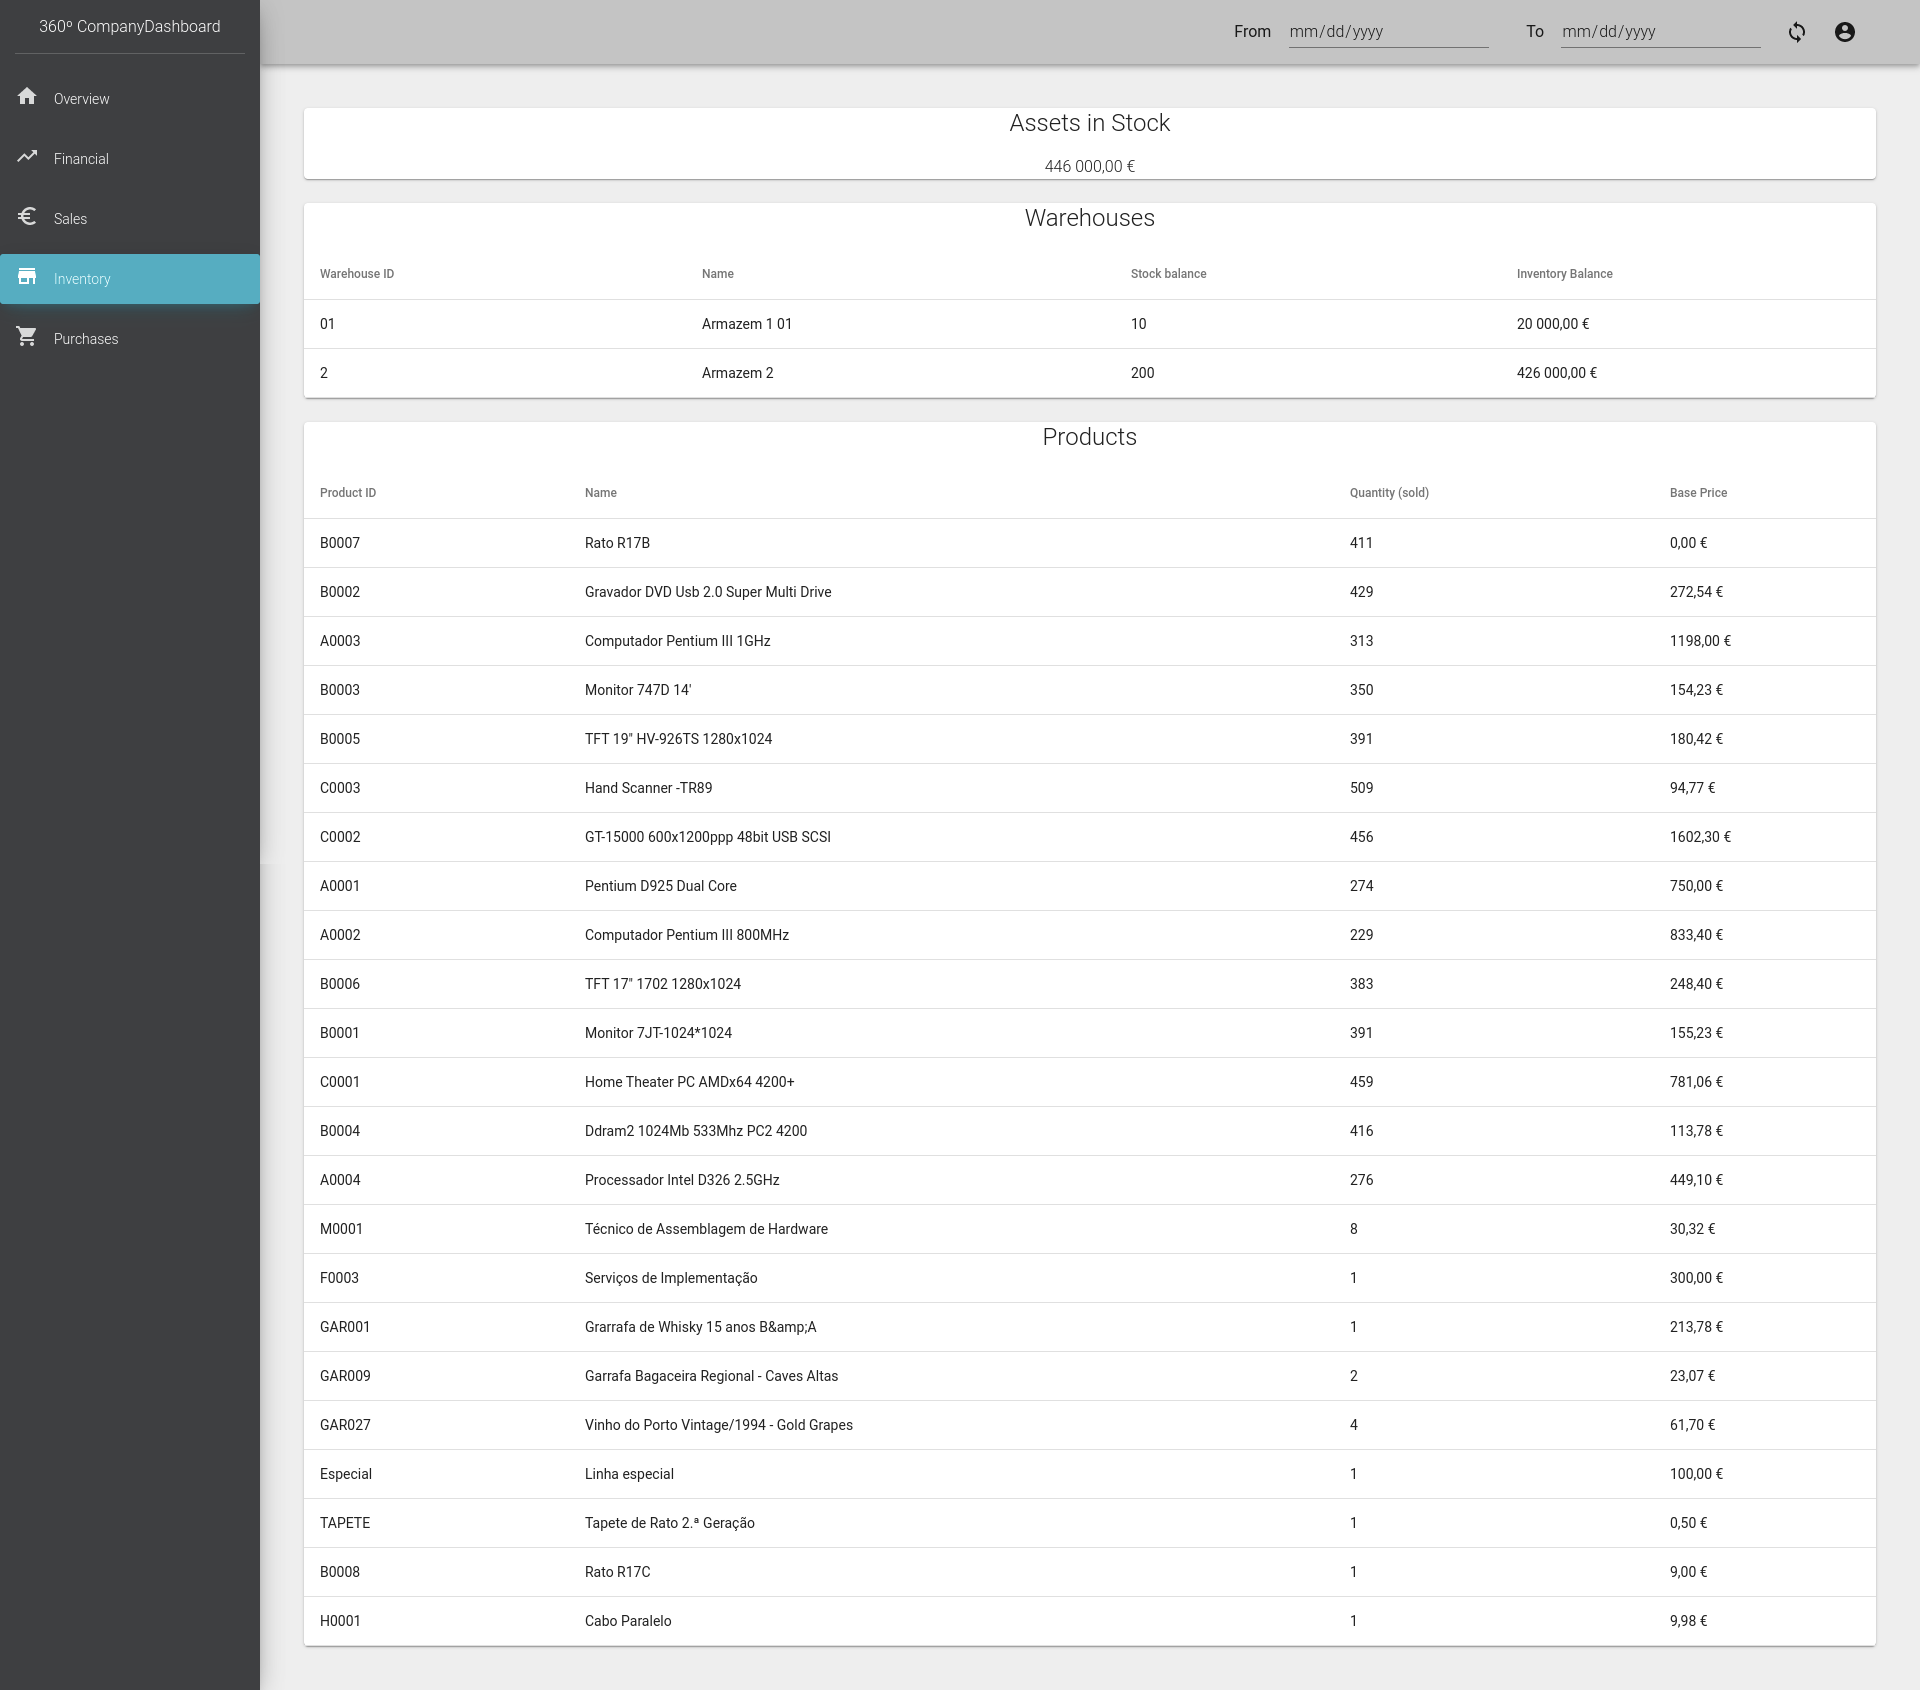 360º CompanyDashboard
From mm/dd/yyyy To mm/dd/yyyy
Overview
Financial
Sales
Inventory
Purchases
Assets in Stock
446 000,00 €
Warehouses
Warehouse ID Name Stock balance Inventory Balance
01 Armazem 1 01 10 20 000,00 €
2 Armazem 2 200 426 000,00 €
Products
Product ID Name Quantity (sold) Base Price
B0007 Rato R17B 411 0,00 €
B0002 Gravador DVD Usb 2.0 Super Multi Drive 429 272,54 €
A0003 Computador Pentium III 1GHz 313 1198,00 €
B0003 Monitor 747D 14' 350 154,23 €
B0005 TFT 19" HV-926TS 1280x1024 391 180,42 €
C0003 Hand Scanner -TR89 509 94,77 €
C0002 GT-15000 600x1200ppp 48bit USB SCSI 456 1602,30 €
A0001 Pentium D925 Dual Core 274 750,00 €
A0002 Computador Pentium III 800MHz 229 833,40 €
B0006 TFT 17" 1702 1280x1024 383 248,40 €
B0001 Monitor 7JT-1024*1024 391 155,23 €
C0001 Home Theater PC AMDx64 4200+ 459 781,06 €
B0004 Ddram2 1024Mb 533Mhz PC2 4200 416 113,78 €
A0004 Processador Intel D326 2.5GHz 276 449,10 €
M0001 Técnico de Assemblagem de Hardware 8 30,32 €
F0003 Serviços de Implementação 1 300,00 €
GAR001 Grarrafa de Whisky 15 anos B&amp;A 1 213,78 €
GAR009 Garrafa Bagaceira Regional - Caves Altas 2 23,07 €
GAR027 Vinho do Porto Vintage/1994 - Gold Grapes 4 61,70 €
Especial Linha especial 1 100,00 €
TAPETE Tapete de Rato 2.ª Geração 1 0,50 €
B0008 Rato R17C 1 9,00 €
H0001 Cabo Paralelo 1 9,98 €